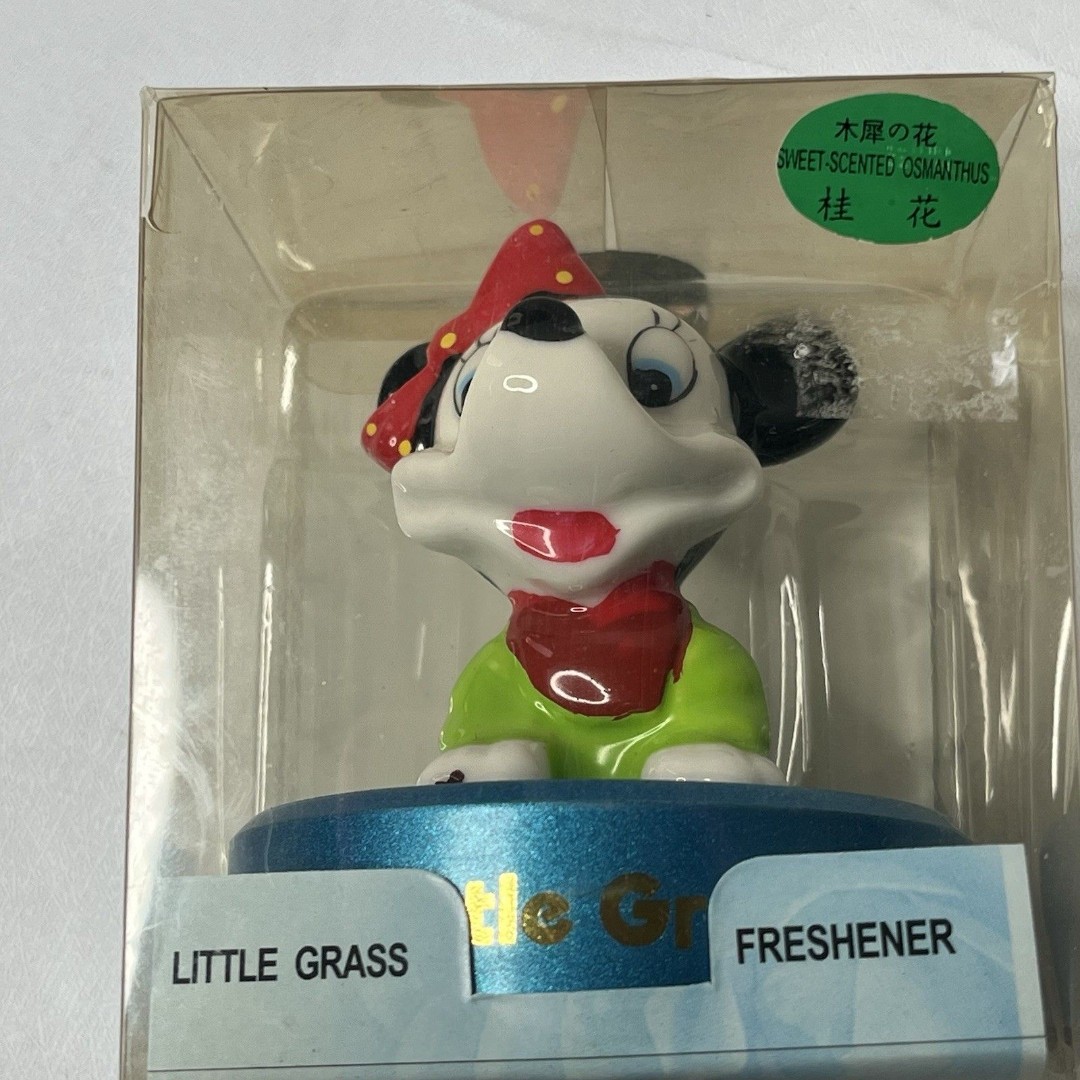 木犀の花
SWEET-SCENTED OSMANTHUS
桂 花
tle Gr
LITTLE GRASS
FRESHENER